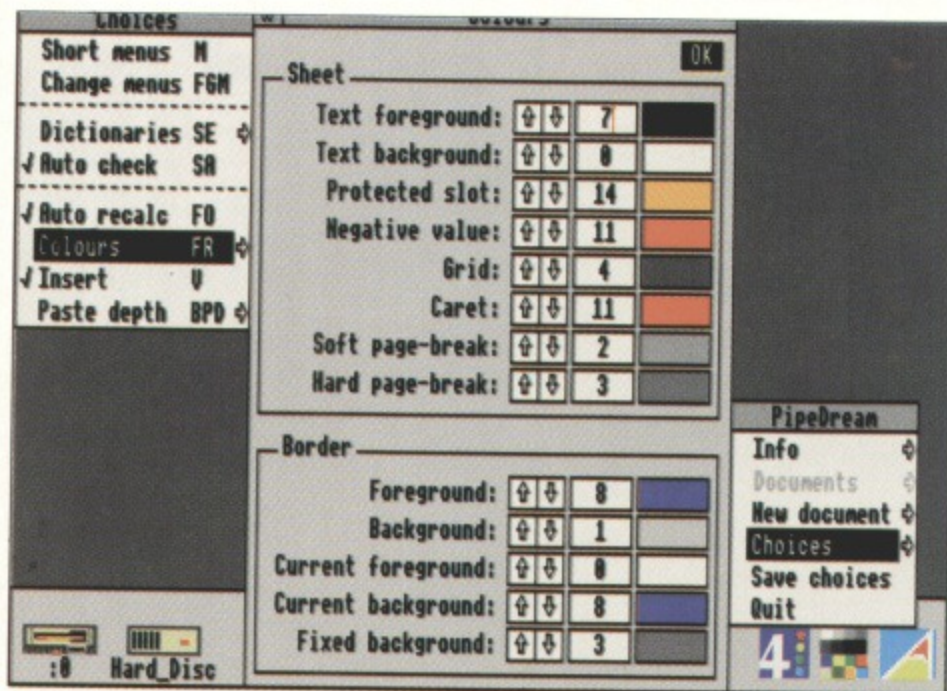 Choices
Short menus M
Change menus FGM
Dictionaries SE
Auto check SA
Auto recalc FO
Colours FR
Insert V
Paste depth BPD
Colours
OK
Sheet
Text foreground: 7
Text background: 0
Protected slot: 14
Negative value: 11
Grid: 4
Caret: 11
Soft page-break: 2
Hard page-break: 3
Border
Foreground: 8
Background: 1
Current foreground: 0
Current background: 8
Fixed background: 3
PipeDream
Info
Documents
New document
Choices
Save choices
Quit
:0
Hard_Disc
4